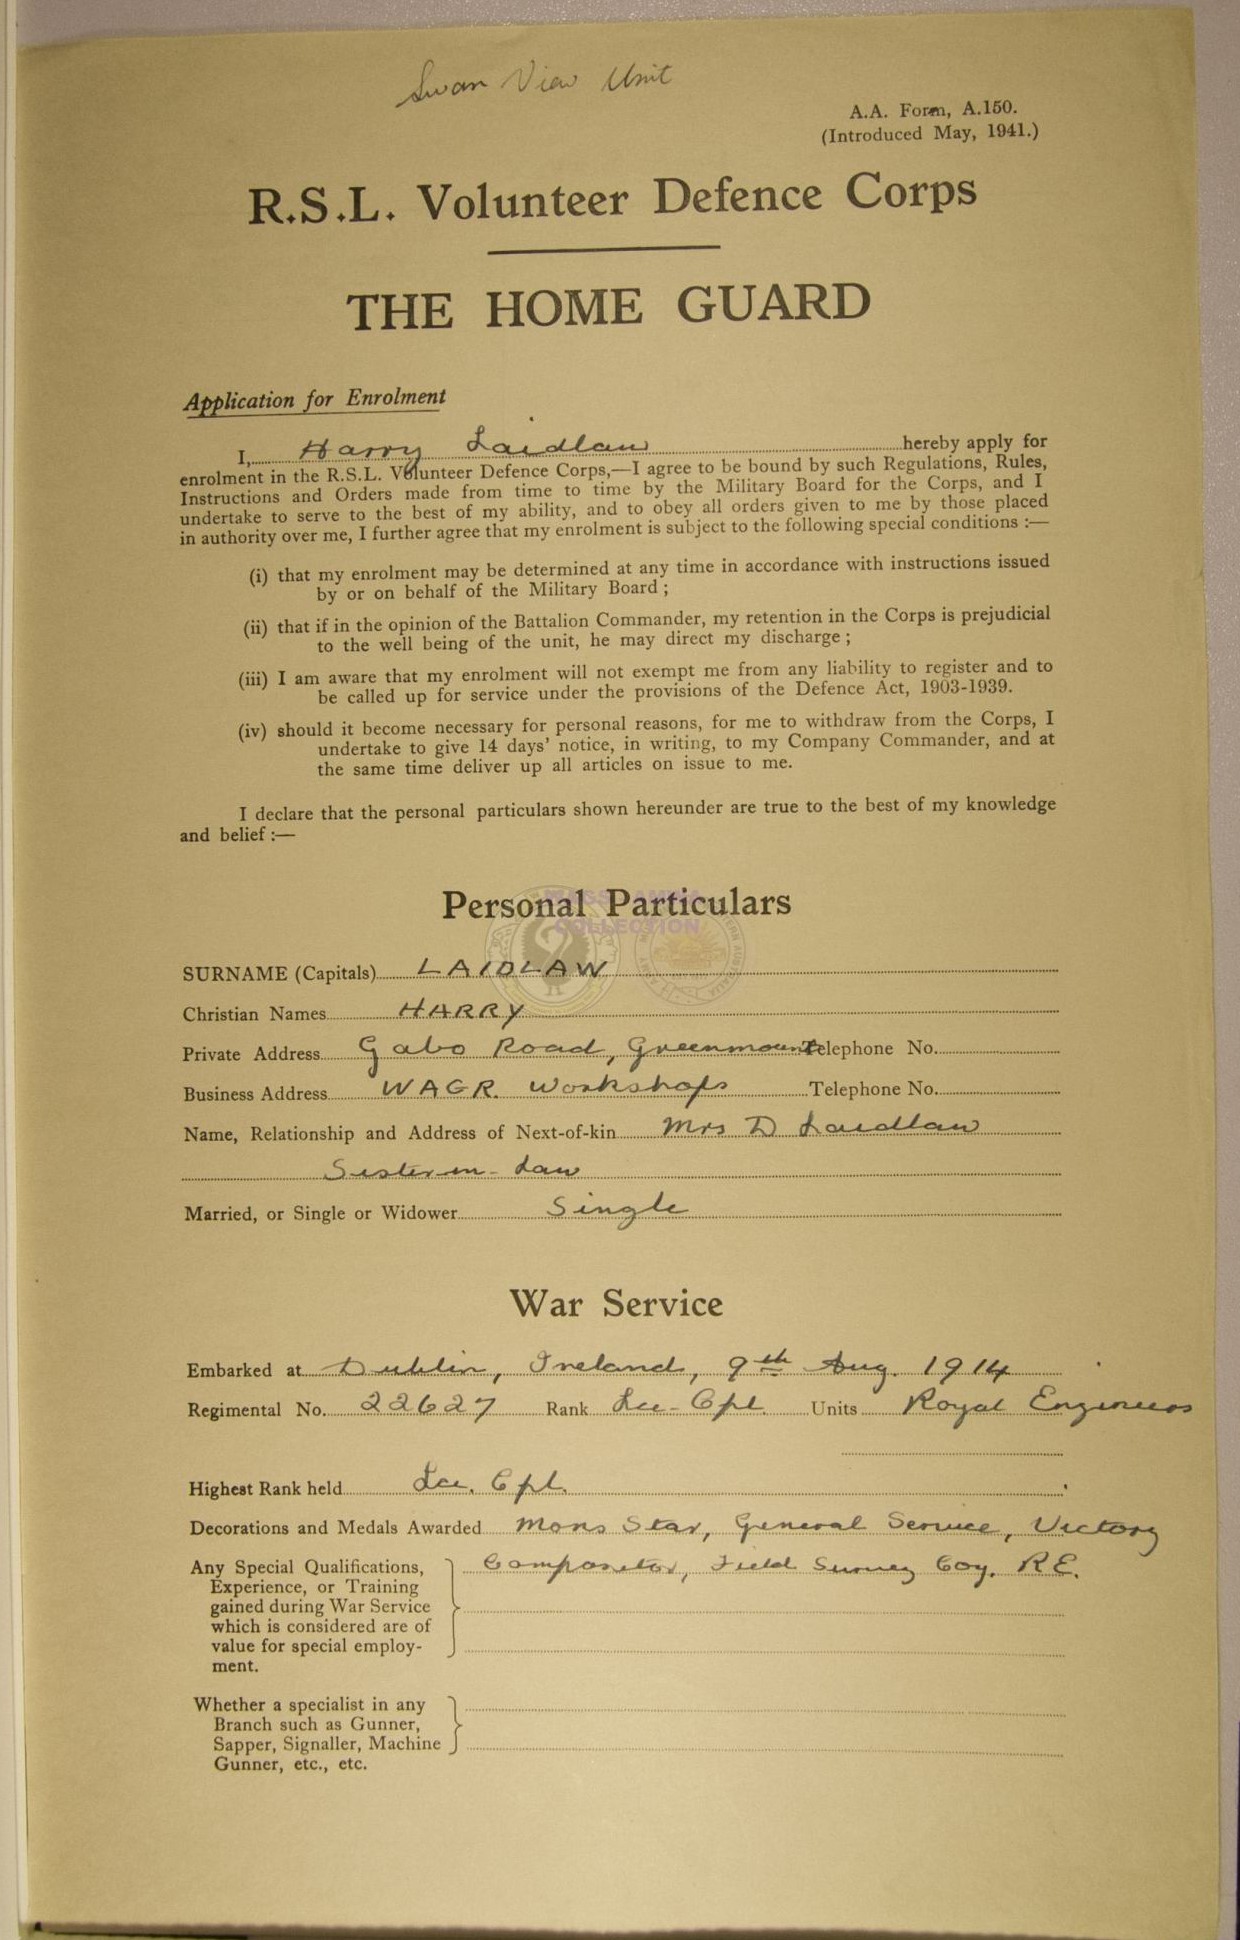 Swan View Unit
A.A. Form, A.150.
(Introduced May, 1941.)
R.S.L. Volunteer Defence Corps
THE HOME GUARD
Application for Enrolment
I, Harry Laidlaw hereby apply for
enrolment in the R.S.L. Volunteer Defence Corps,—I agree to be bound by such Regulations, Rules,
Instructions and Orders made from time to time by the Military Board for the Corps, and I
undertake to serve to the best of my ability, and to obey all orders given to me by those placed
in authority over me, I further agree that my enrolment is subject to the following special conditions :—
(i) that my enrolment may be determined at any time in accordance with instructions issued
by or on behalf of the Military Board ;
(ii) that if in the opinion of the Battalion Commander, my retention in the Corps is prejudicial
to the well being of the unit, he may direct my discharge ;
(iii) I am aware that my enrolment will not exempt me from any liability to register and to
be called up for service under the provisions of the Defence Act, 1903-1939.
(iv) should it become necessary for personal reasons, for me to withdraw from the Corps, I
undertake to give 14 days' notice, in writing, to my Company Commander, and at
the same time deliver up all articles on issue to me.
I declare that the personal particulars shown hereunder are true to the best of my knowledge
and belief :—
Personal Particulars
COLLECTION
SURNAME (Capitals) LAIDLAW
Christian Names HARRY
Private Address Gabo Road, Greenmount Telephone No.
Business Address WAGR. Workshops Telephone No.
Name, Relationship and Address of Next-of-kin Mrs D Laidlaw
Sister-in-Law
Married, or Single or Widower Single
War Service
Embarked at Dublin, Ireland, 9th Aug. 1914
Regimental No. 22627 Rank Lce-Cpl. Units Royal Engineers
Highest Rank held Lce. Cpl.
Decorations and Medals Awarded Mons Star, General Service, Victory
Any Special Qualifications, Compositor, Field Survey Coy. R.E.
Experience, or Training
gained during War Service
which is considered are of
value for special employ-
ment.
Whether a specialist in any
Branch such as Gunner,
Sapper, Signaller, Machine
Gunner, etc., etc.